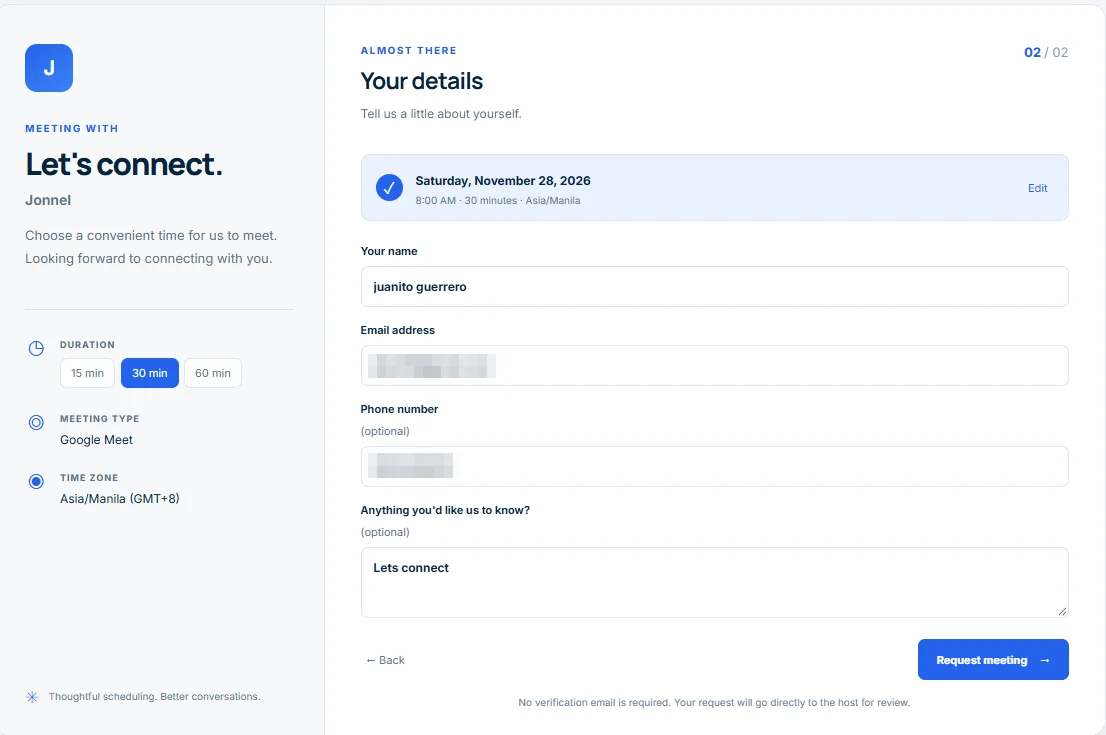 J
MEETING WITH
Let's connect.
Jonnel
Choose a convenient time for us to meet.
Looking forward to connecting with you.
DURATION
15 min 30 min 60 min
MEETING TYPE
Google Meet
TIME ZONE
Asia/Manila (GMT+8)
Thoughtful scheduling. Better conversations.
ALMOST THERE
02 / 02
Your details
Tell us a little about yourself.
Saturday, November 28, 2026
8:00 AM · 30 minutes · Asia/Manila
Edit
Your name
juanito guerrero
Email address
Phone number
(optional)
Anything you'd like us to know?
(optional)
Lets connect
← Back
Request meeting →
No verification email is required. Your request will go directly to the host for review.